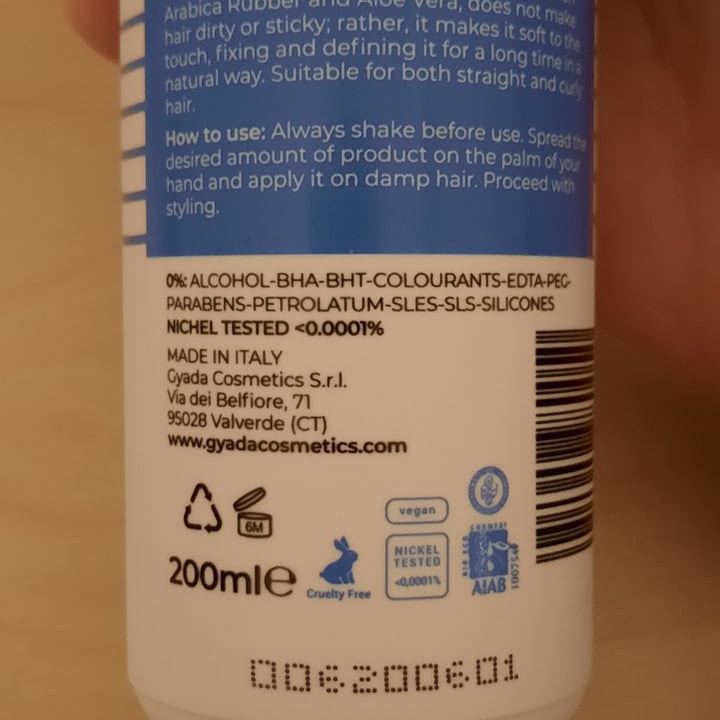 Arabica Rubber and Aloe Vera, does not make
hair dirty or sticky; rather, it makes it soft to the
touch, fixing and defining it for a long time in a
natural way. Suitable for both straight and curly
hair.
How to use: Always shake before use. Spread the
desired amount of product on the palm of your
hand and apply it on damp hair. Proceed with
styling.
0%: ALCOHOL-BHA-BHT-COLOURANTS-EDTA-PEG-
PARABENS-PETROLATUM-SLES-SLS-SILICONES
NICHEL TESTED <0.0001%
MADE IN ITALY
Gyada Cosmetics S.r.l.
Via dei Belfiore, 71
95028 Valverde (CT)
www.gyadacosmetics.com
6M
200ml e
Cruelty Free
vegan
NICKEL
TESTED
<0,0001%
BIO ECO COSMESI
AIAB
006200601